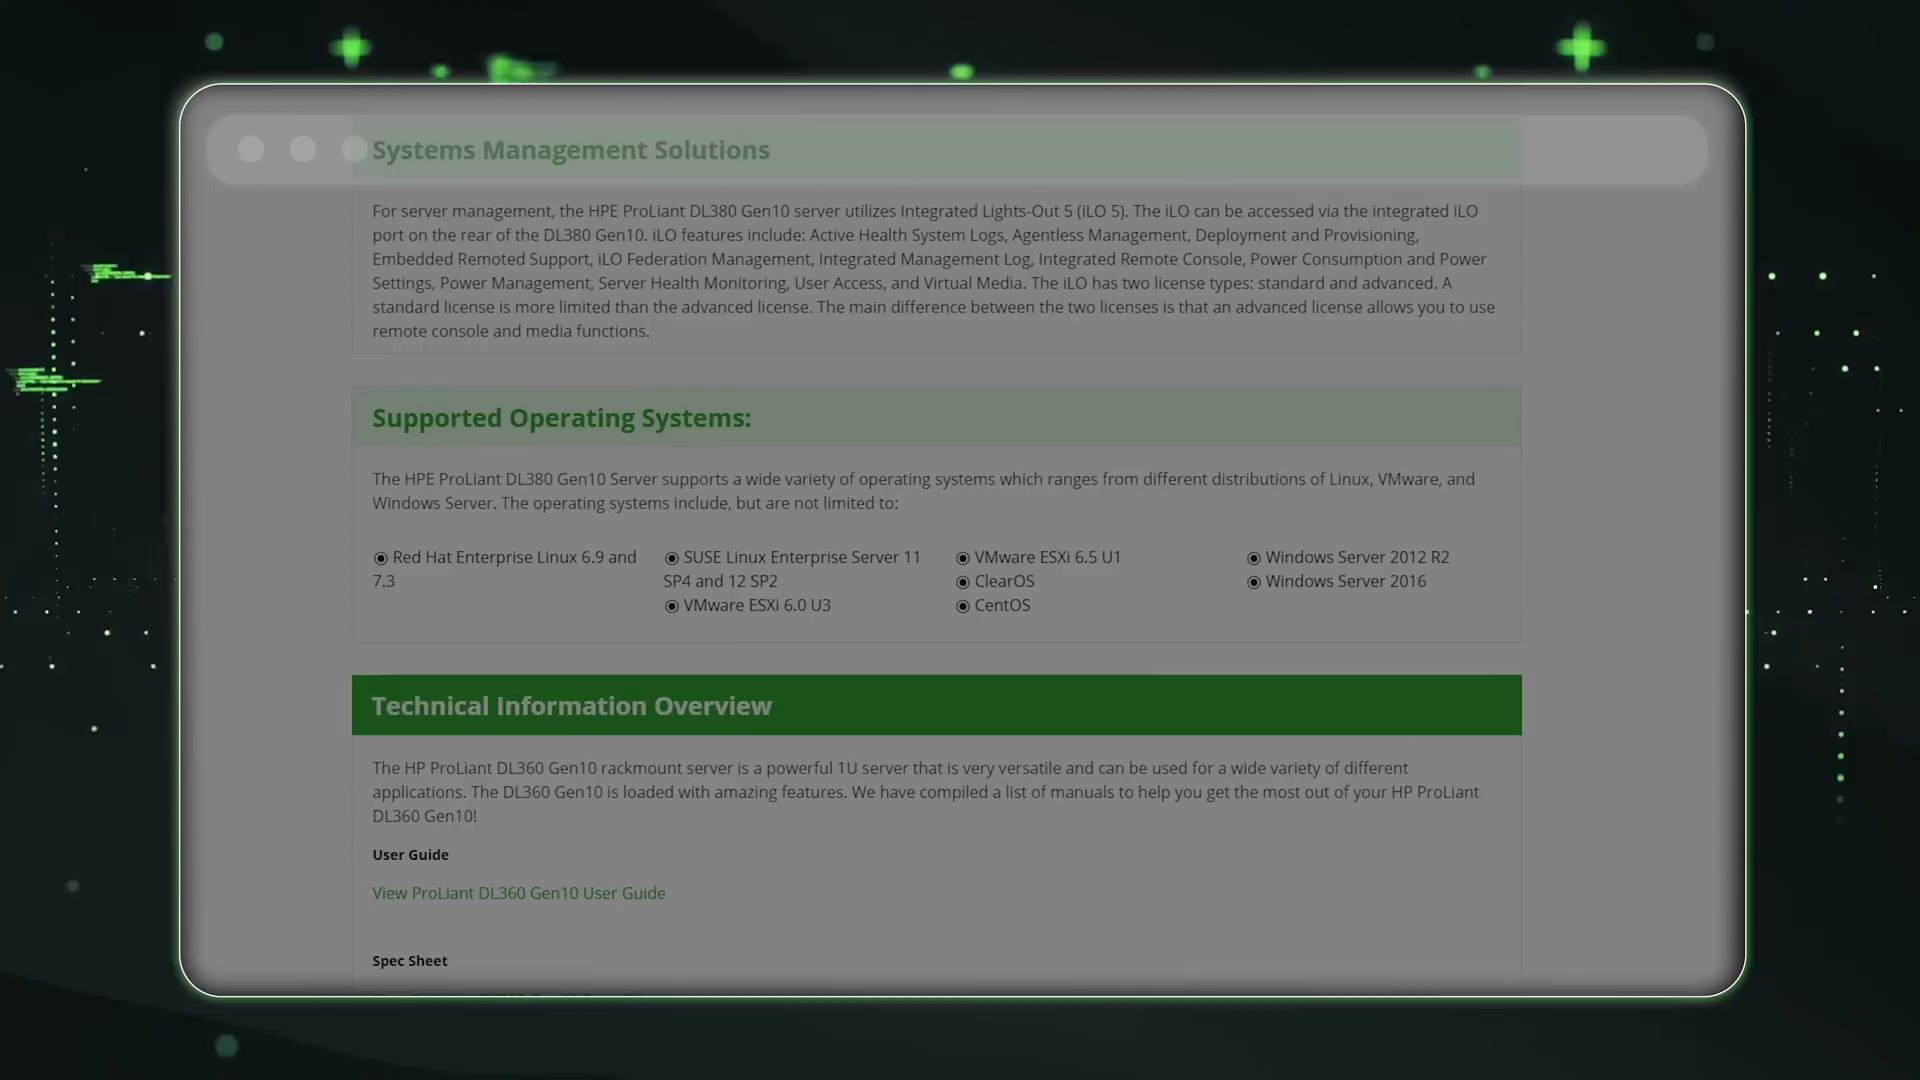 Systems Management Solutions
For server management, the HPE ProLiant DL380 Gen10 server utilizes Integrated Lights-Out 5 (iLO 5). The iLO can be accessed via the integrated iLO
port on the rear of the DL380 Gen10. iLO features include: Active Health System Logs, Agentless Management, Deployment and Provisioning,
Embedded Remoted Support, iLO Federation Management, Integrated Management Log, Integrated Remote Console, Power Consumption and Power
Settings, Power Management, Server Health Monitoring, User Access, and Virtual Media. The iLO has two license types: standard and advanced. A
standard license is more limited than the advanced license. The main difference between the two licenses is that an advanced license allows you to use
remote console and media functions.
Supported Operating Systems:
The HPE ProLiant DL380 Gen10 Server supports a wide variety of operating systems which ranges from different distributions of Linux, VMware, and
Windows Server. The operating systems include, but are not limited to:
Red Hat Enterprise Linux 6.9 and
7.3
SUSE Linux Enterprise Server 11
SP4 and 12 SP2
VMware ESXi 6.0 U3
VMware ESXi 6.5 U1
ClearOS
CentOS
Windows Server 2012 R2
Windows Server 2016
Technical Information Overview
The HP ProLiant DL360 Gen10 rackmount server is a powerful 1U server that is very versatile and can be used for a wide variety of different
applications. The DL360 Gen10 is loaded with amazing features. We have compiled a list of manuals to help you get the most out of your HP ProLiant
DL360 Gen10!
User Guide
View ProLiant DL360 Gen10 User Guide
Spec Sheet